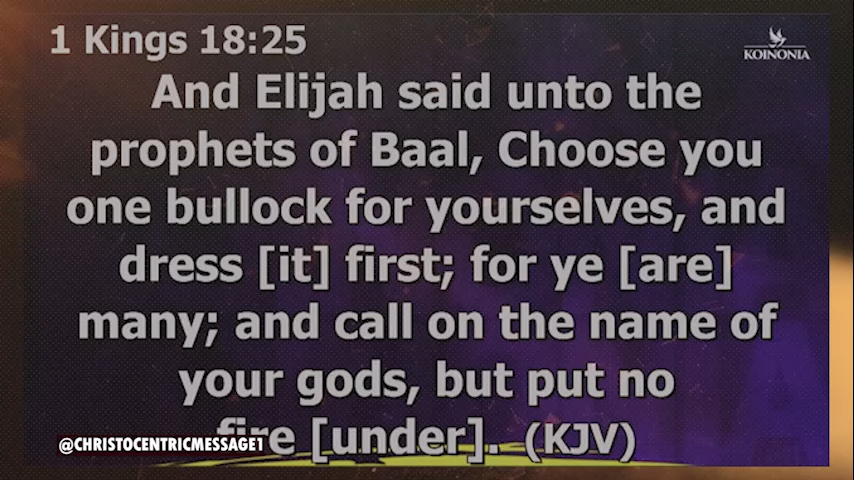 1 Kings 18:25
KOINONIA
And Elijah said unto the
prophets of Baal, Choose you
one bullock for yourselves, and
dress [it] first; for ye [are]
many; and call on the name of
your gods, but put no
fire [under]. (KJV)
@CHRISTOCENTRICMESSAGE1